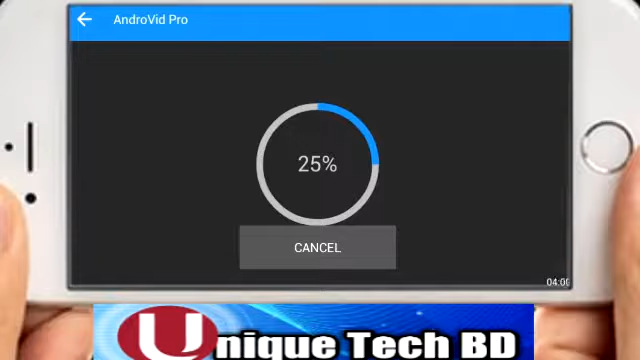 AndroVid Pro
25%
CANCEL
04:00
Unique Tech BD